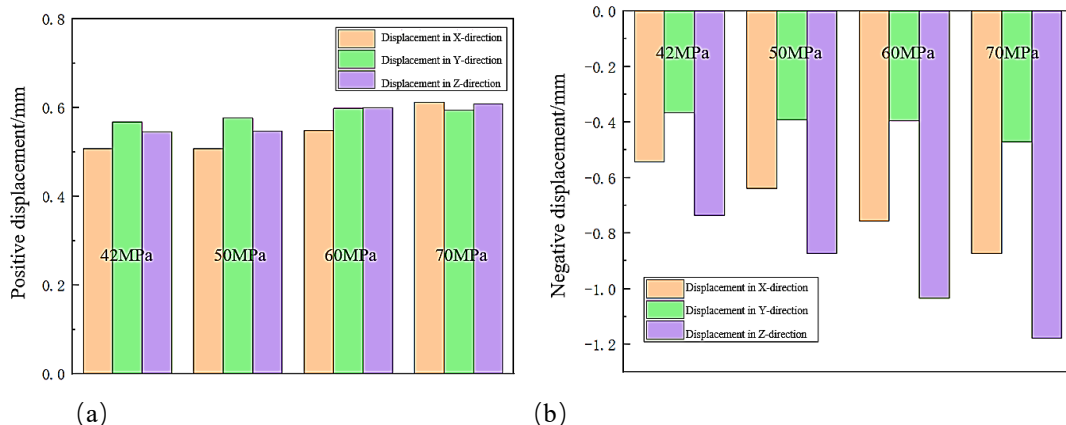 0.8
0.6
0.4
0.2
0.0
Positive displacement/mm
Displacement in X-direction
Displacement in Y-direction
Displacement in Z-direction
42MPa
50MPa
60MPa
70MPa
(a)
0.0
−0.2
−0.4
−0.6
−0.8
−1.0
−1.2
Negative displacement/mm
42MPa
50MPa
60MPa
70MPa
Displacement in X-direction
Displacement in Y-direction
Displacement in Z-direction
(b)